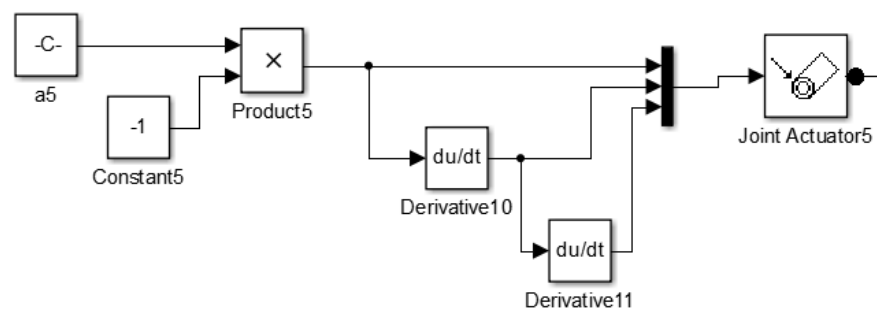 -C-
a5
-1
Constant5
×
Product5
du/dt
Derivative10
du/dt
Derivative11
Joint Actuator5